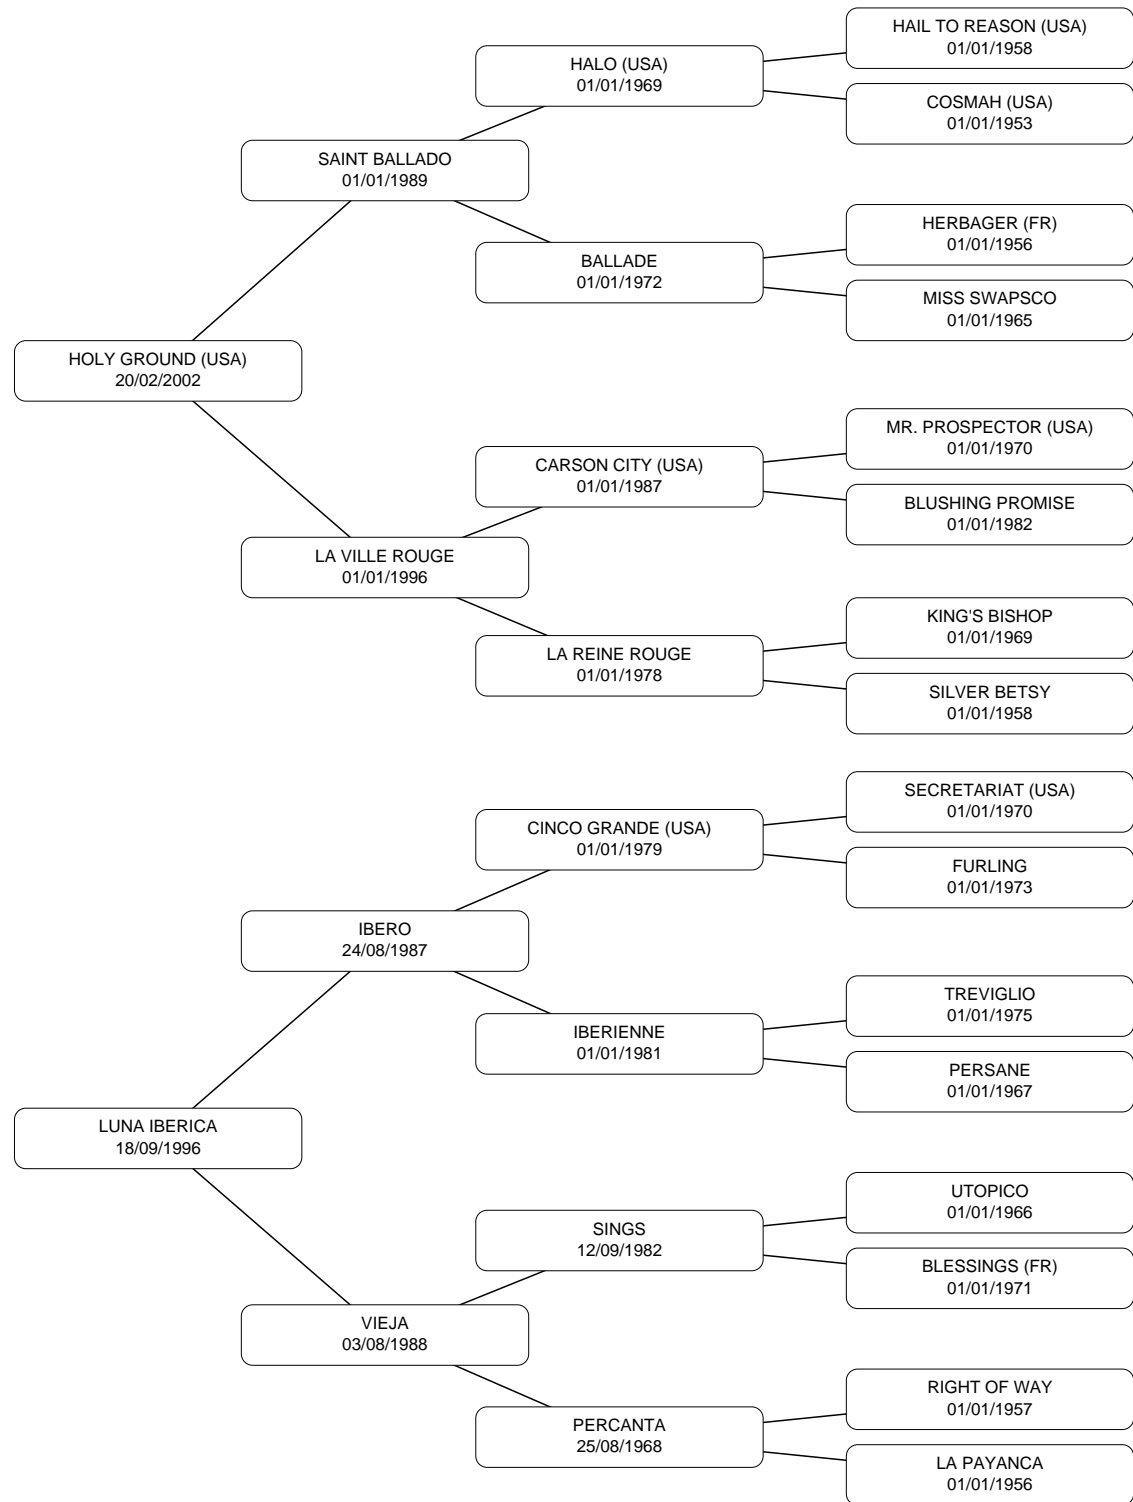 HAIL TO REASON (USA)
01/01/1958
HALO (USA)
01/01/1969
COSMAH (USA)
01/01/1953
SAINT BALLADO
01/01/1989
HERBAGER (FR)
01/01/1956
BALLADE
01/01/1972
MISS SWAPSCO
01/01/1965
HOLY GROUND (USA)
20/02/2002
MR. PROSPECTOR (USA)
01/01/1970
CARSON CITY (USA)
01/01/1987
BLUSHING PROMISE
01/01/1982
LA VILLE ROUGE
01/01/1996
KING'S BISHOP
01/01/1969
LA REINE ROUGE
01/01/1978
SILVER BETSY
01/01/1958
SECRETARIAT (USA)
01/01/1970
CINCO GRANDE (USA)
01/01/1979
FURLING
01/01/1973
IBERO
24/08/1987
TREVIGLIO
01/01/1975
IBERIENNE
01/01/1981
PERSANE
01/01/1967
LUNA IBERICA
18/09/1996
UTOPICO
01/01/1966
SINGS
12/09/1982
BLESSINGS (FR)
01/01/1971
VIEJA
03/08/1988
RIGHT OF WAY
01/01/1957
PERCANTA
25/08/1968
LA PAYANCA
01/01/1956